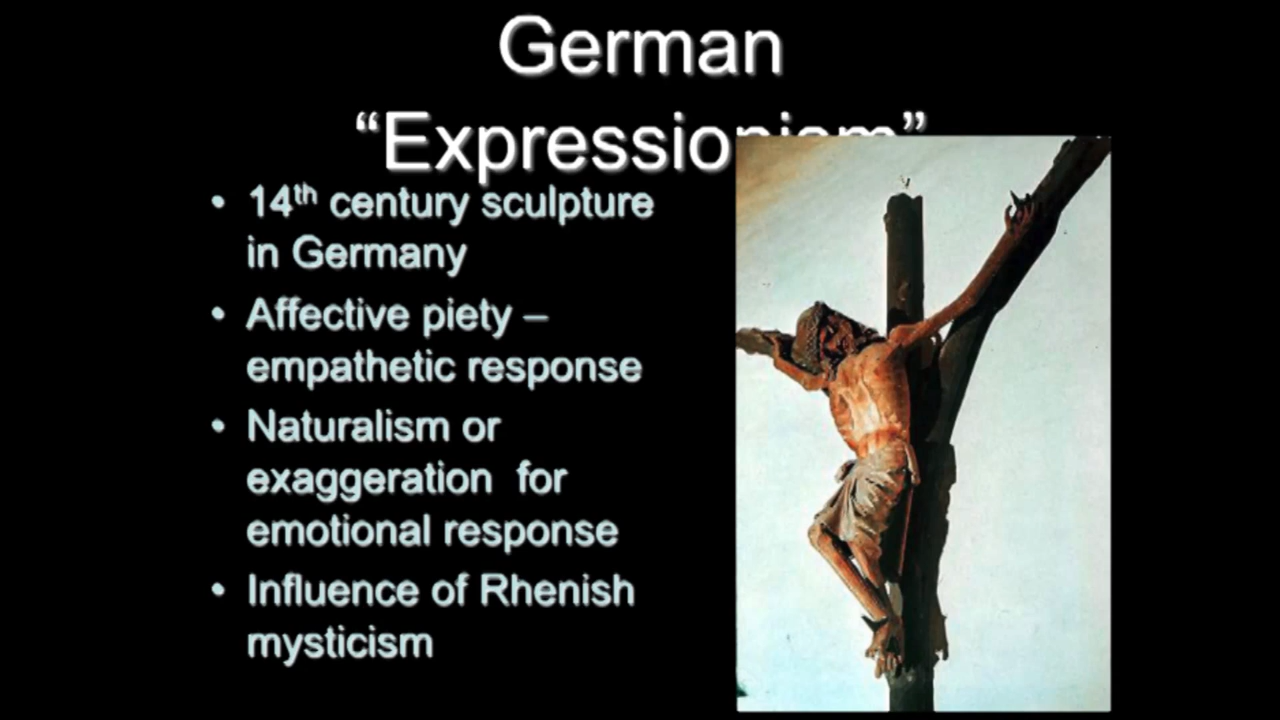 German
“Expressionism”
• 14th century sculpture
in Germany
• Affective piety –
empathetic response
• Naturalism or
exaggeration for
emotional response
• Influence of Rhenish
mysticism